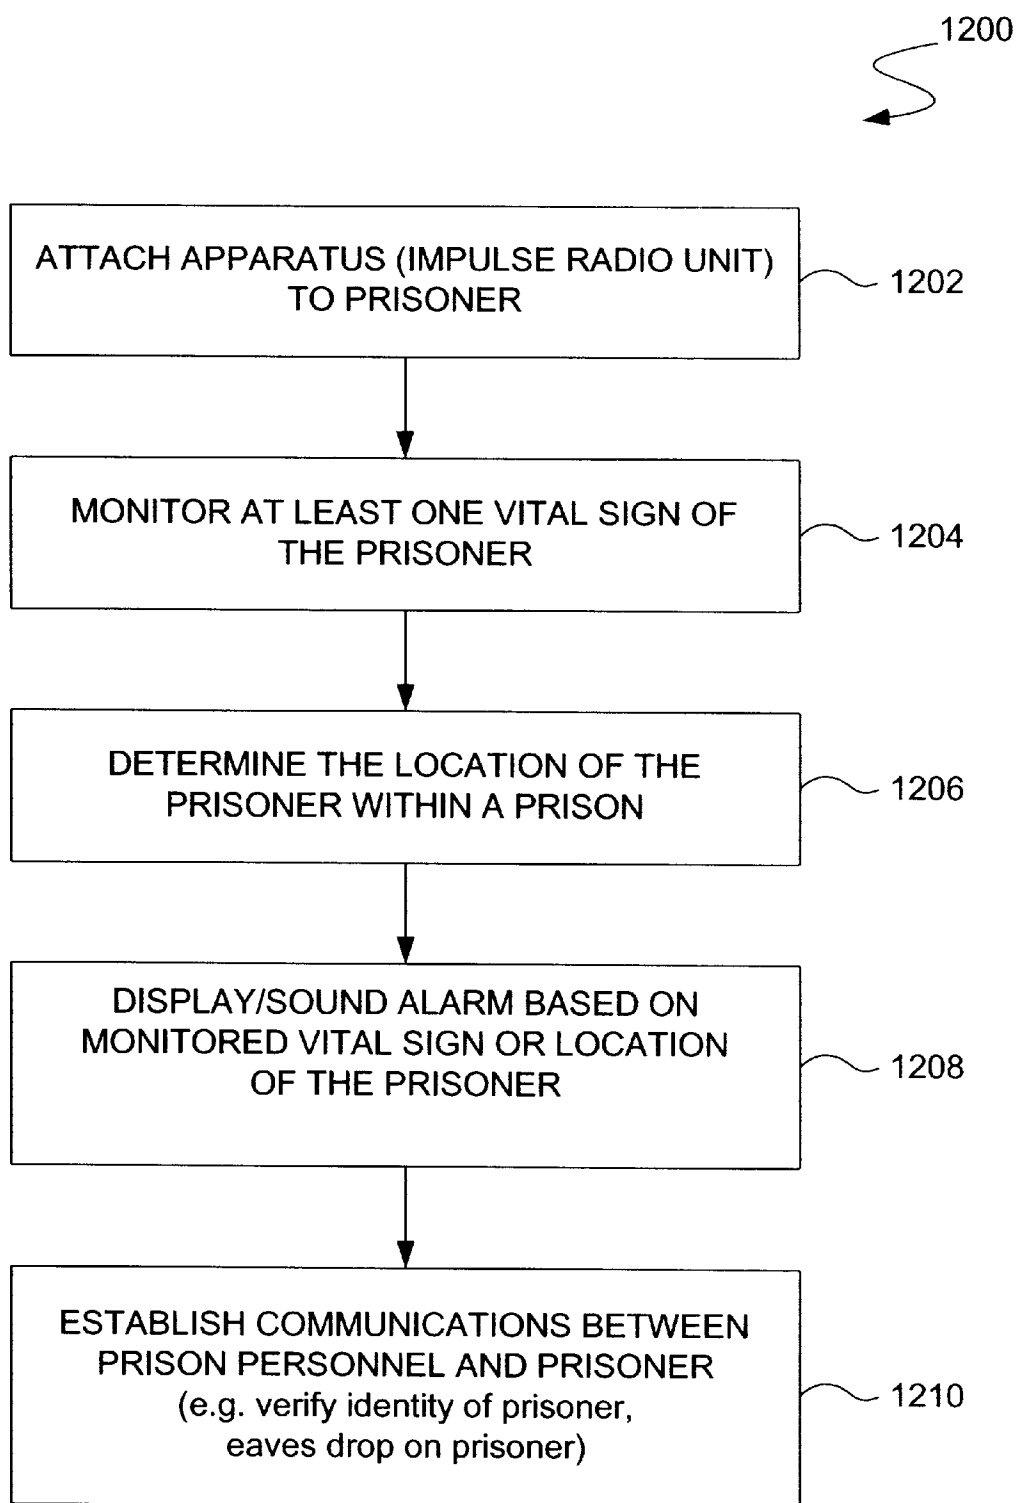 1200
ATTACH APPARATUS (IMPULSE RADIO UNIT)
TO PRISONER
1202
MONITOR AT LEAST ONE VITAL SIGN OF
THE PRISONER
1204
DETERMINE THE LOCATION OF THE
PRISONER WITHIN A PRISON
1206
DISPLAY/SOUND ALARM BASED ON
MONITORED VITAL SIGN OR LOCATION
OF THE PRISONER
1208
ESTABLISH COMMUNICATIONS BETWEEN
PRISON PERSONNEL AND PRISONER
(e.g. verify identity of prisoner,
eaves drop on prisoner)
1210